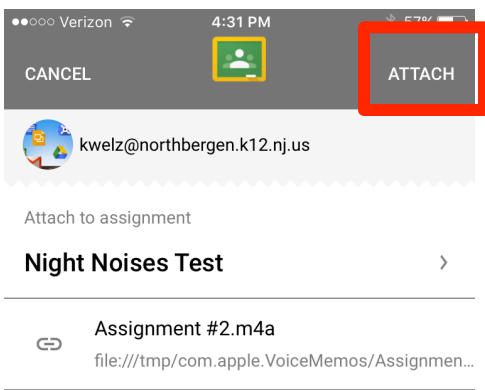 Verizon 4:31 PM 57%
CANCEL ATTACH
kwelz@northbergen.k12.nj.us
Attach to assignment
Night Noises Test
Assignment #2.m4a
file:///tmp/com.apple.VoiceMemos/Assignmen...